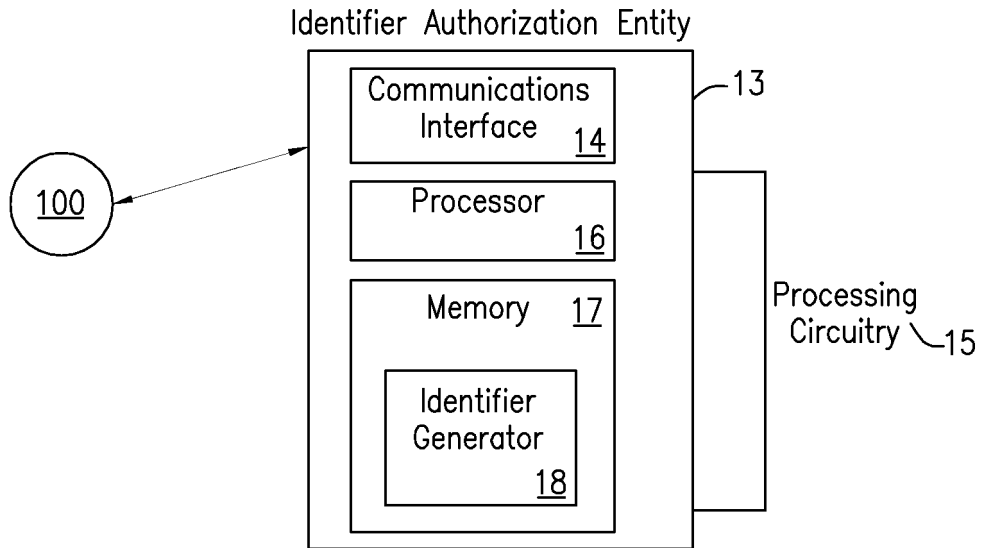 Identifier Authorization Entity
13
Communications
Interface
14
100
Processor
16
Memory
17
Processing
Circuitry
15
Identifier
Generator
18